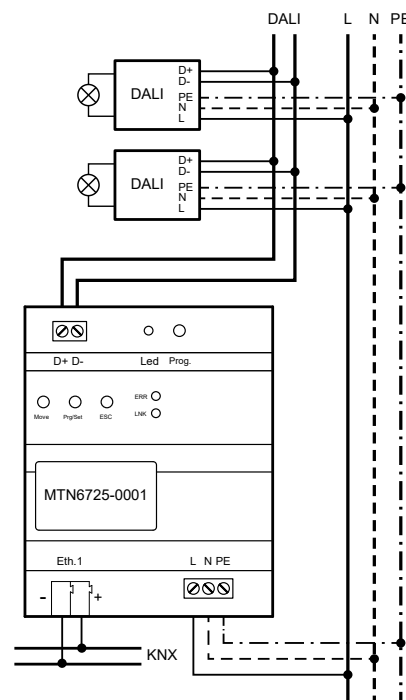 DALI L N PE
DALI D+
D-
PE
N
L
DALI D+
D-
PE
N
L
D+ D- Led Prog.
Move Prg/Set ESC ERR
LNK
MTN6725-0001
Eth.1 L N PE
- +
KNX